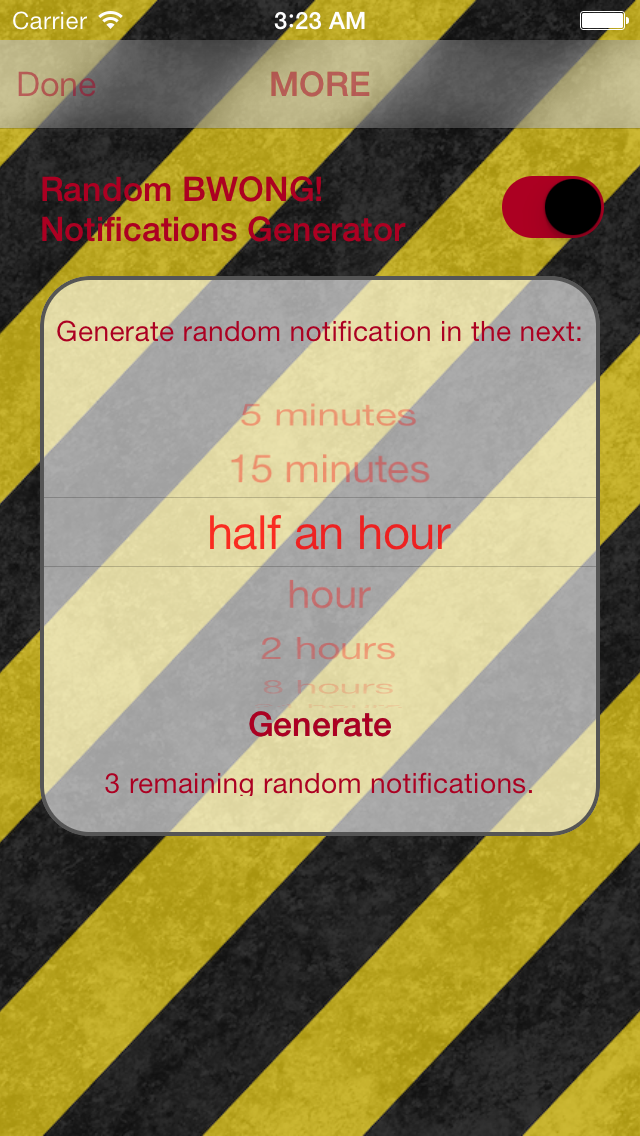 Carrier 3:23 AM
Done MORE
Random BWONG!
Notifications Generator
Generate random notification in the next:
5 minutes
15 minutes
half an hour
hour
2 hours
8 hours
hours
Generate
3 remaining random notifications.